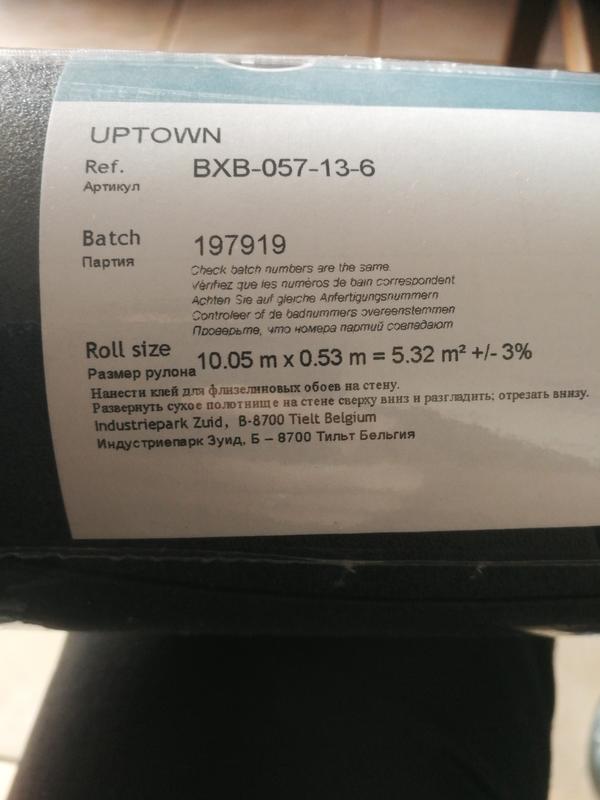 UPTOWN
Ref. BXB-057-13-6
Артикул
Batch 197919
Партия
Check batch numbers are the same.
Vérifiez que les numéros de bain correspondent
Achten Sie auf gleiche Anfertigungsnummern
Controleer of de badnummers overeenstemmen
Проверьте, что номера партий совпадают
Roll size 10.05 m x 0.53 m = 5.32 m² +/- 3%
Размер рулона
Нанести клей для флизелиновых обоев на стену.
Развернуть сухое полотнище на стене сверху вниз и разгладить; отрезать внизу.
Industriepark Zuid, B-8700 Tielt Belgium
Индустриепарк Зуид, Б – 8700 Тильт Бельгия